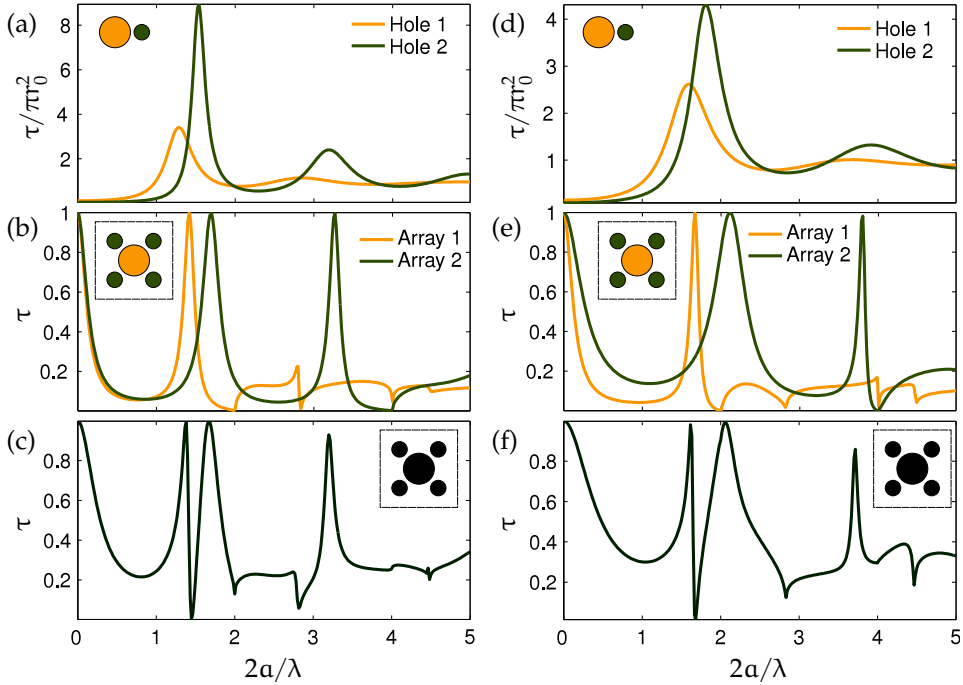 (a)
8
6
4
2
τ/πr₀²
Hole 1
Hole 2
(d)
4
3
2
1
τ/πr₀²
Hole 1
Hole 2
(b)
1
0.8
0.6
0.4
0.2
τ
Array 1
Array 2
(e)
1
0.8
0.6
0.4
0.2
τ
Array 1
Array 2
(c)
0.8
0.6
0.4
0.2
τ
0 1 2 3 4 5
2a/λ
(f)
0.8
0.6
0.4
0.2
τ
0 1 2 3 4 5
2a/λ